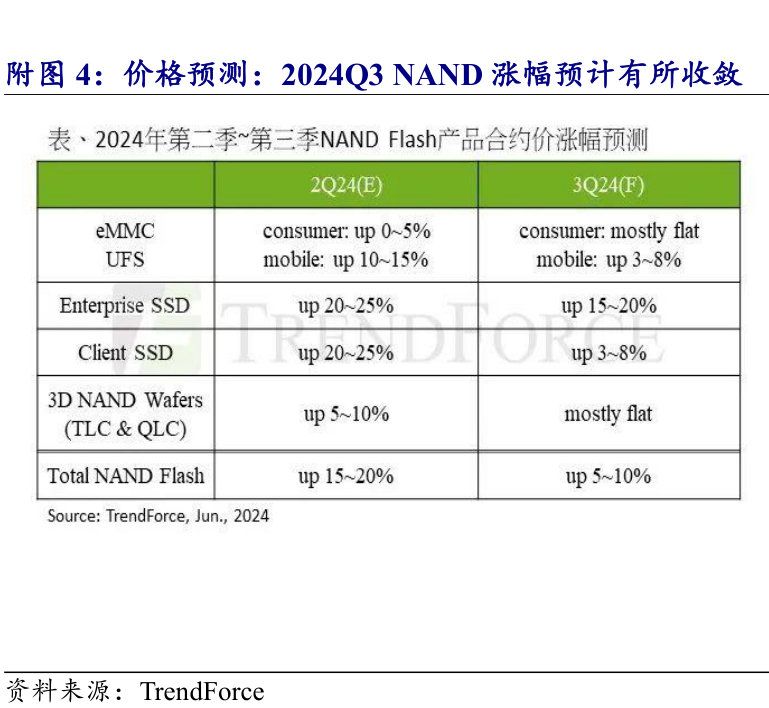 附图 4：价格预测：2024Q3 NAND 涨幅预计有所收敛
表、2024年第二季~第三季NAND Flash产品合约价涨幅预测
2Q24(E) 3Q24(F)
eMMC consumer: up 0~5% consumer: mostly flat
UFS mobile: up 10~15% mobile: up 3~8%
Enterprise SSD up 20~25% up 15~20%
Client SSD up 20~25% up 3~8%
3D NAND Wafers
(TLC & QLC) up 5~10% mostly flat
Total NAND Flash up 15~20% up 5~10%
TRENDFORCE
Source: TrendForce, Jun., 2024
资料来源：TrendForce